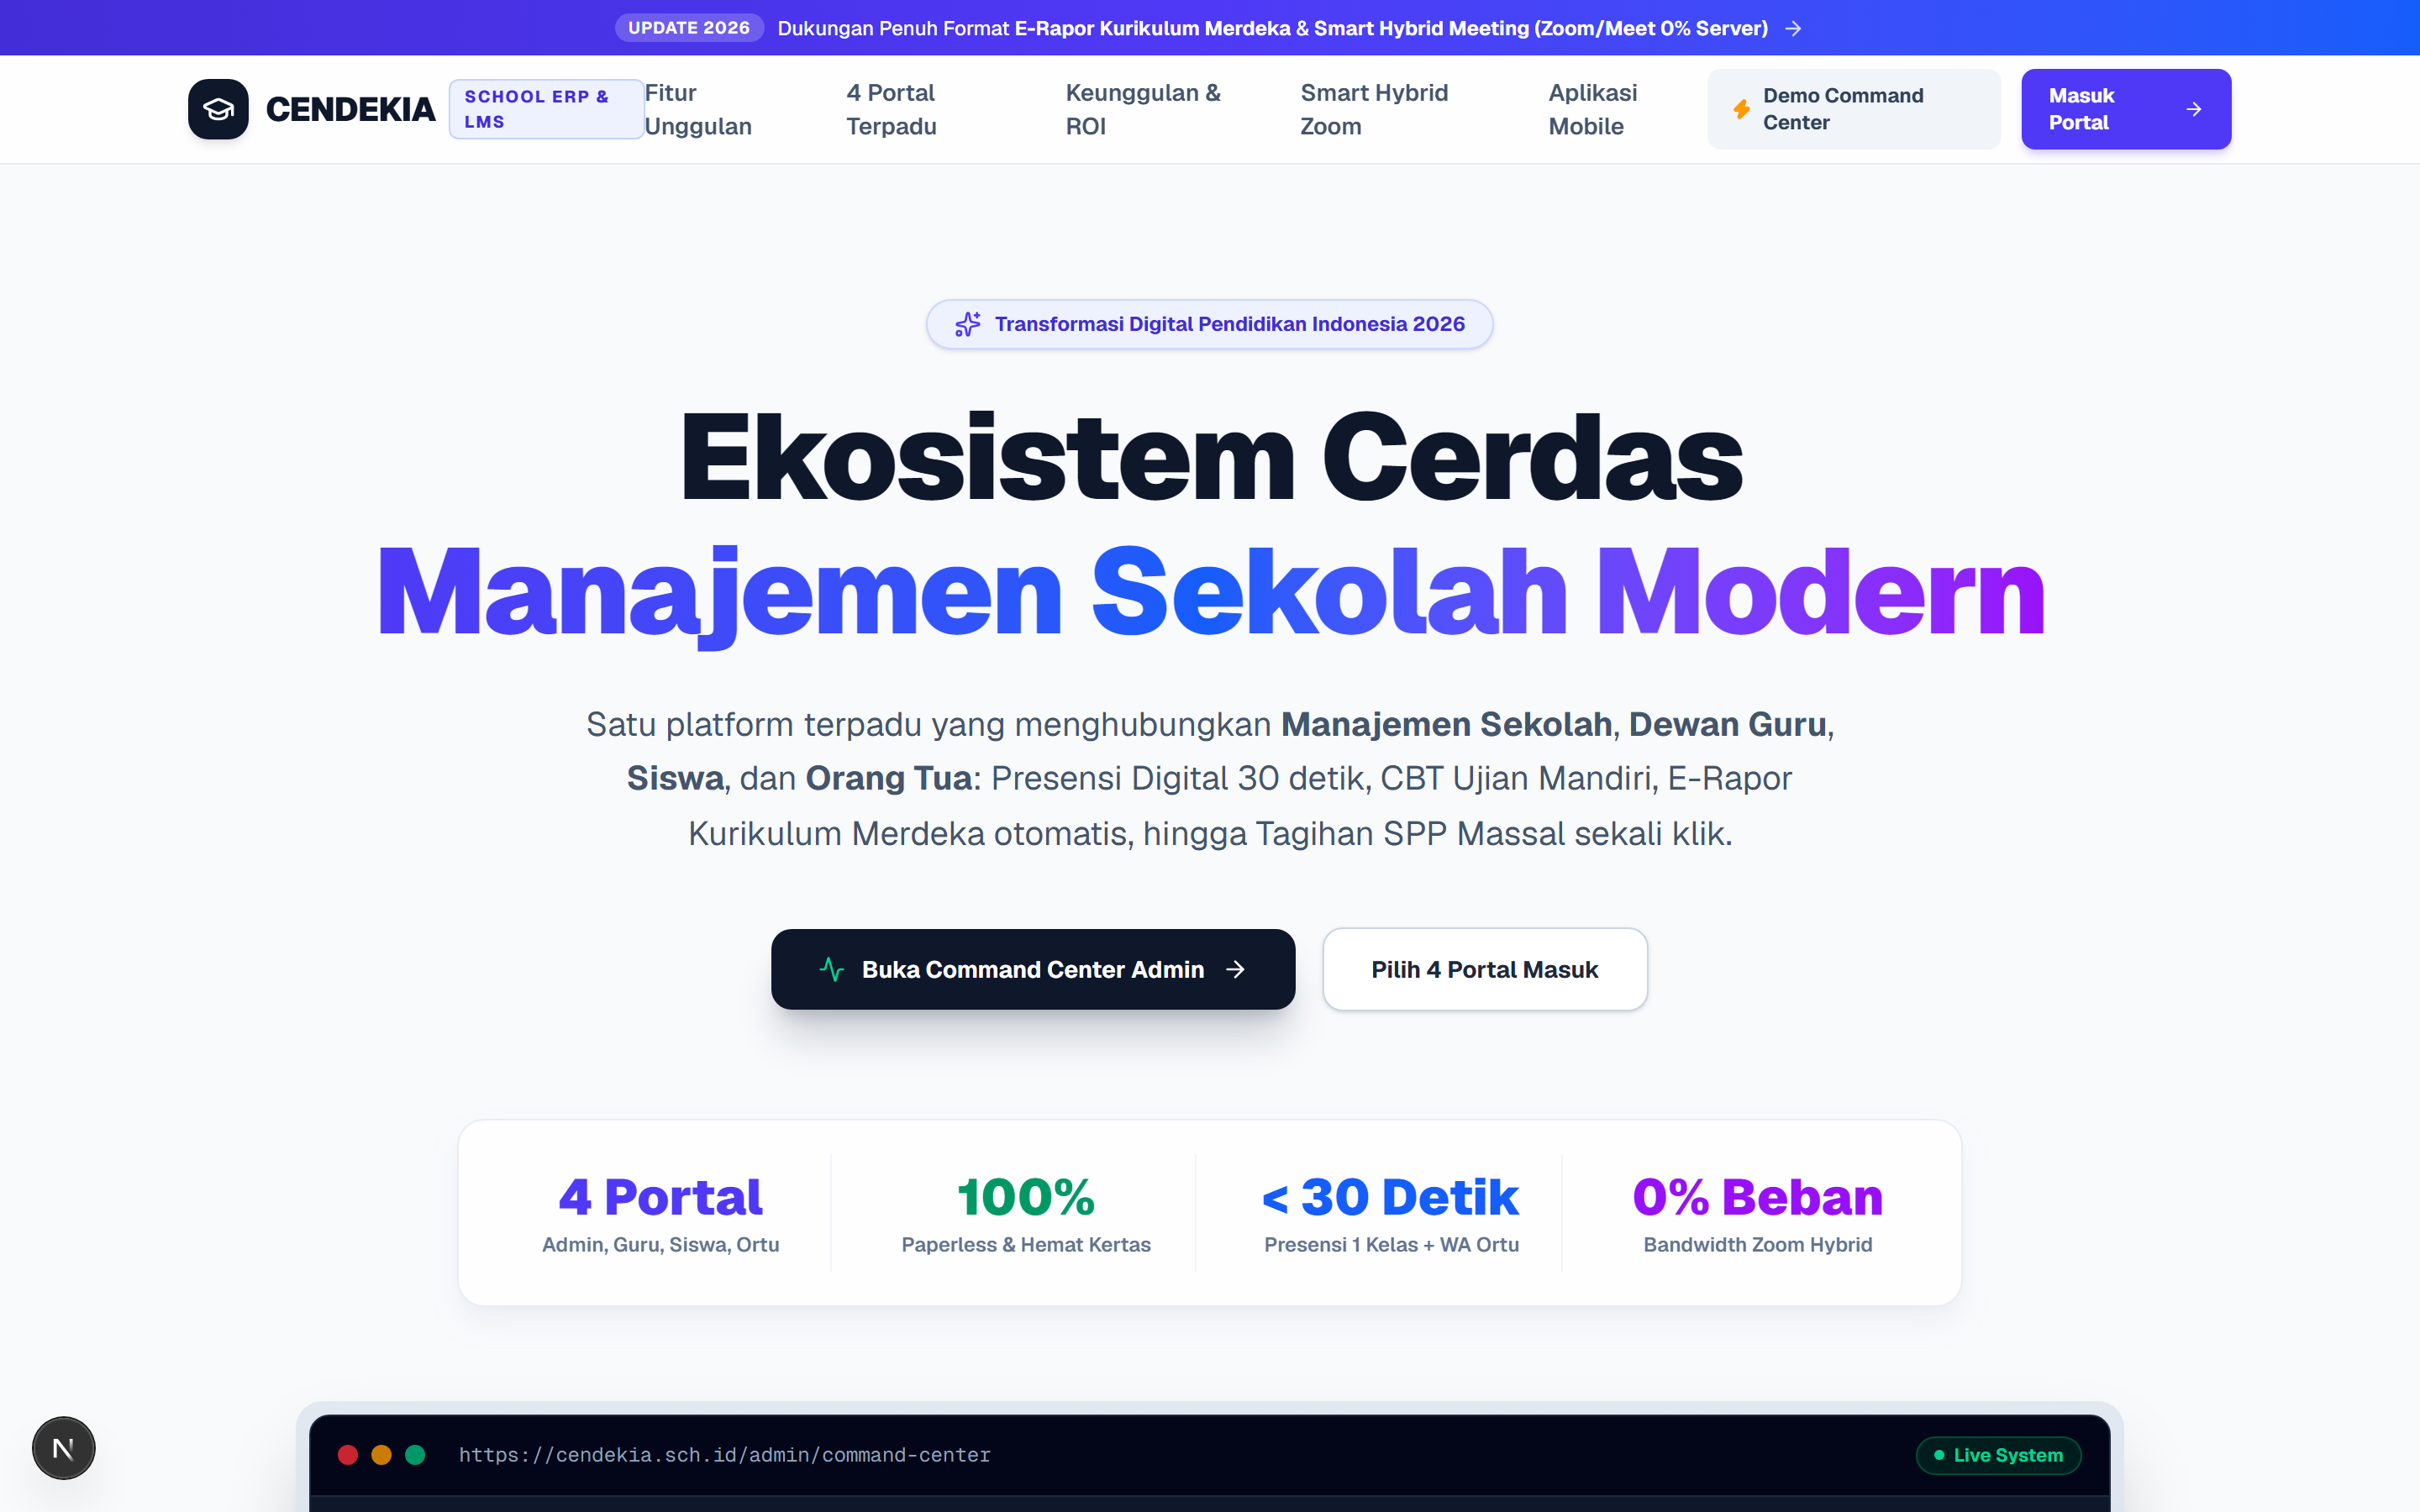 UPDATE 2026 Dukungan Penuh Format E-Rapor Kurikulum Merdeka & Smart Hybrid Meeting (Zoom/Meet 0% Server) →
CENDEKIA
SCHOOL ERP &
LMS
Fitur
Unggulan
4 Portal
Terpadu
Keunggulan &
ROI
Smart Hybrid
Zoom
Aplikasi
Mobile
Demo Command
Center
Masuk
Portal →
Transformasi Digital Pendidikan Indonesia 2026
Ekosistem Cerdas
Manajemen Sekolah Modern
Satu platform terpadu yang menghubungkan Manajemen Sekolah, Dewan Guru,
Siswa, dan Orang Tua: Presensi Digital 30 detik, CBT Ujian Mandiri, E-Rapor
Kurikulum Merdeka otomatis, hingga Tagihan SPP Massal sekali klik.
Buka Command Center Admin →
Pilih 4 Portal Masuk
4 Portal
Admin, Guru, Siswa, Ortu
100%
Paperless & Hemat Kertas
< 30 Detik
Presensi 1 Kelas + WA Ortu
0% Beban
Bandwidth Zoom Hybrid
N
https://cendekia.sch.id/admin/command-center
Live System